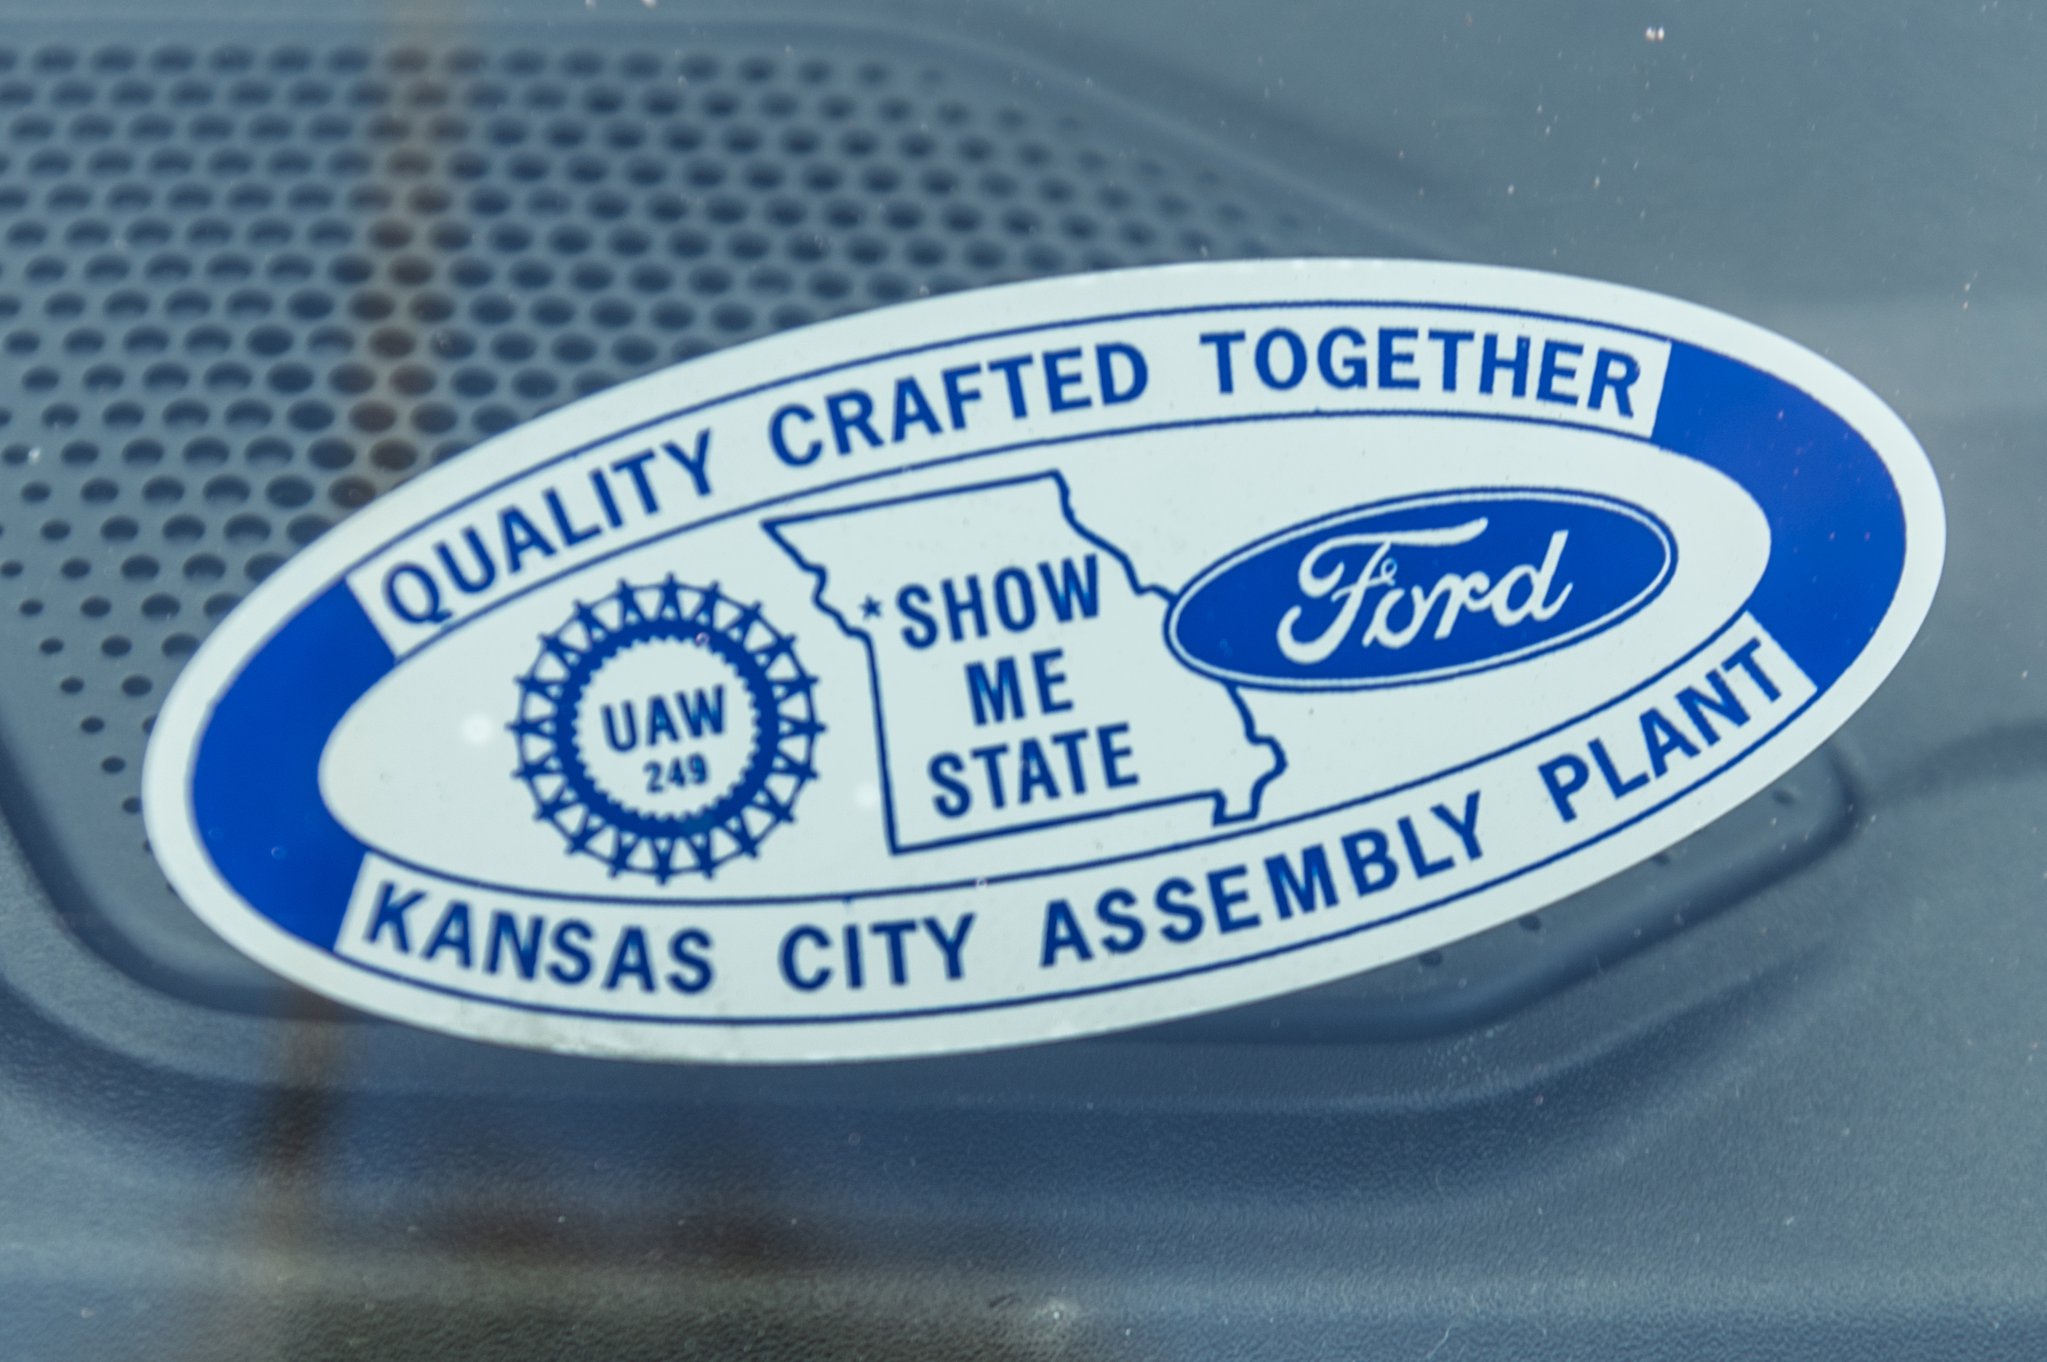 QUALITY CRAFTED TOGETHER
UAW
249
SHOW
ME
STATE
Ford
KANSAS CITY ASSEMBLY PLANT